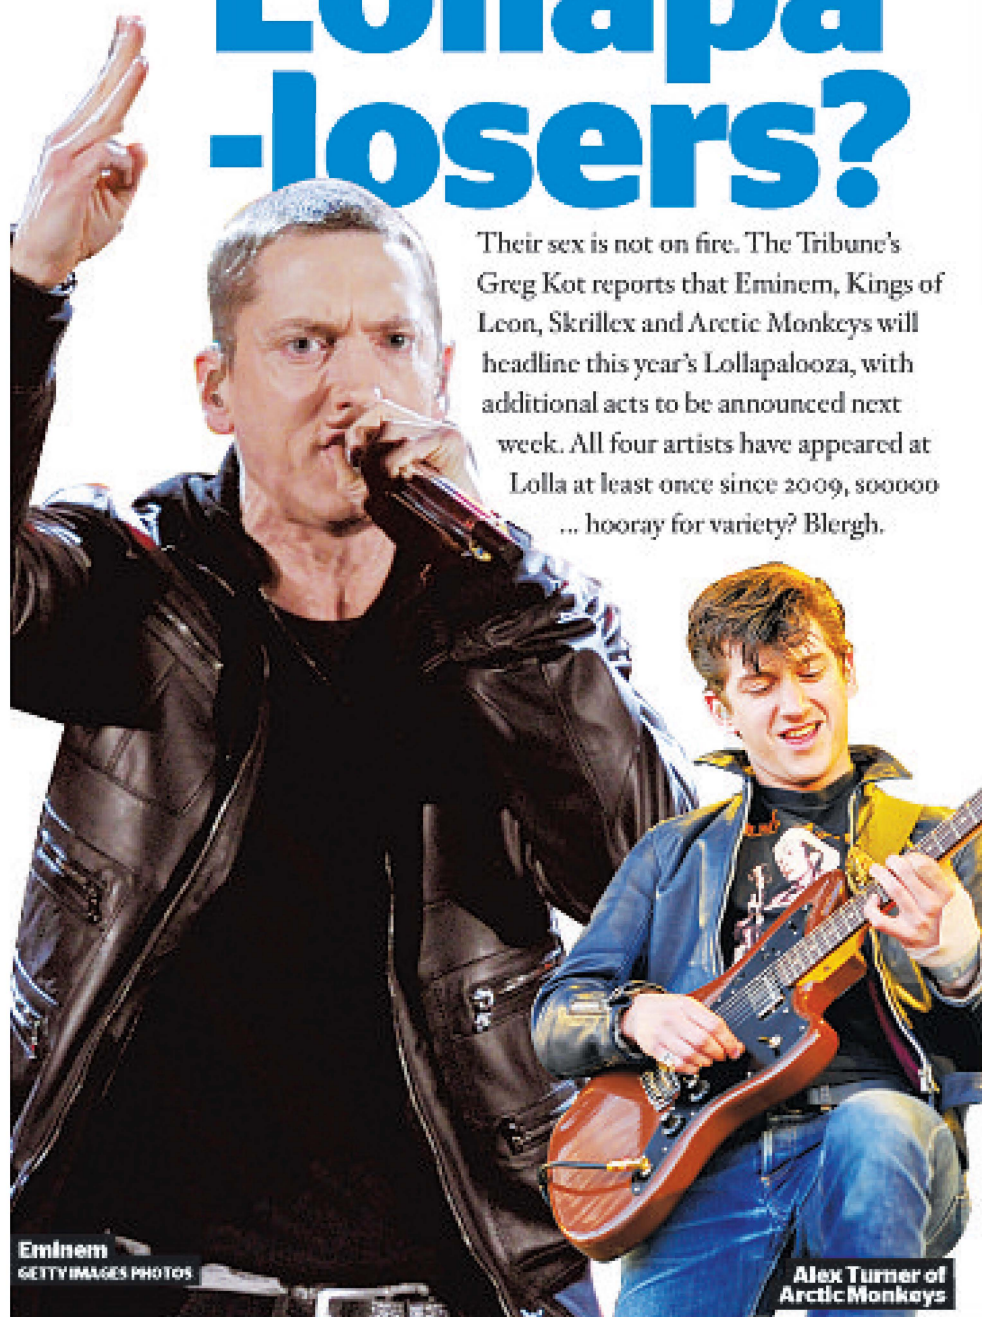 Lollapa
-losers?
Their sex is not on fire. The Tribune's
Greg Kot reports that Eminem, Kings of
Leon, Skrillex and Arctic Monkeys will
headline this year's Lollapalooza, with
additional acts to be announced next
week. All four artists have appeared at
Lolla at least once since 2009, sooooo
... hooray for variety? Blergh.
Eminem
GETTY IMAGES PHOTOS
Alex Turner of
Arctic Monkeys